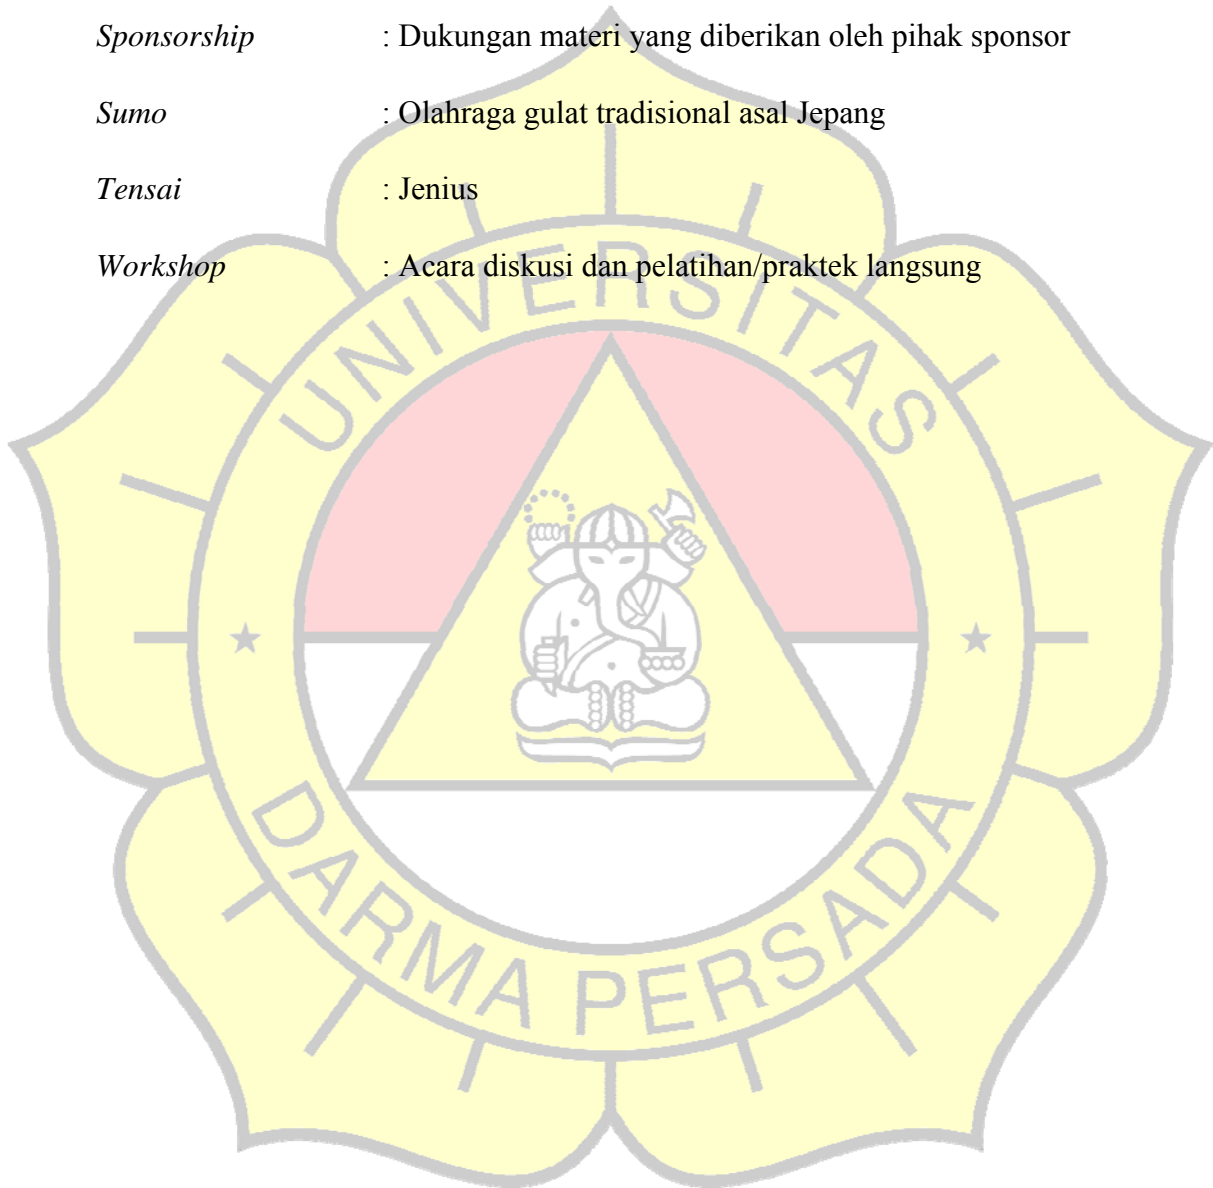 Sponsorship : Dukungan materi yang diberikan oleh pihak sponsor
Sumo : Olahraga gulat tradisional asal Jepang
Tensai : Jenius
Workshop : Acara diskusi dan pelatihan/praktek langsung
UNIVERSITAS
DARMA PERSADA